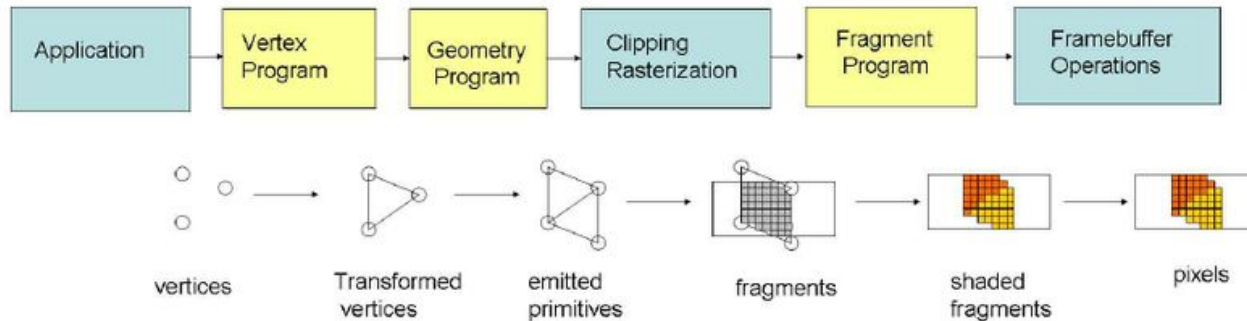 Application
Vertex
Program
Geometry
Program
Clipping
Rasterization
Fragment
Program
Framebuffer
Operations
vertices
Transformed
vertices
emitted
primitives
fragments
shaded
fragments
pixels